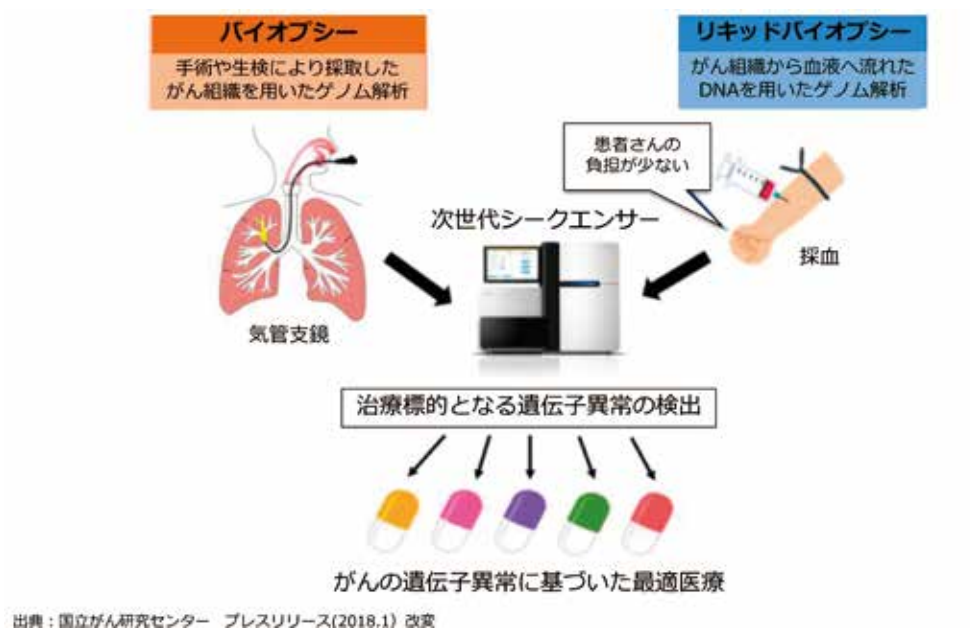 バイオプシー
手術や生検により採取した
がん組織を用いたゲノム解析
リキッドバイオプシー
がん組織から血液へ流れた
DNAを用いたゲノム解析
患者さんの
負担が少ない
次世代シークエンサー
採血
気管支鏡
治療標的となる遺伝子異常の検出
がんの遺伝子異常に基づいた最適医療
出典:国立がん研究センター プレスリリース(2018.1) 改変